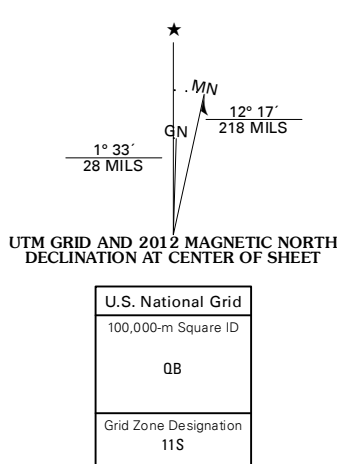 ★
MN
12° 17´
218 MILS
GN
1° 33´
28 MILS
UTM GRID AND 2012 MAGNETIC NORTH
DECLINATION AT CENTER OF SHEET
U.S. National Grid
100,000-m Square ID
QB
Grid Zone Designation
11S